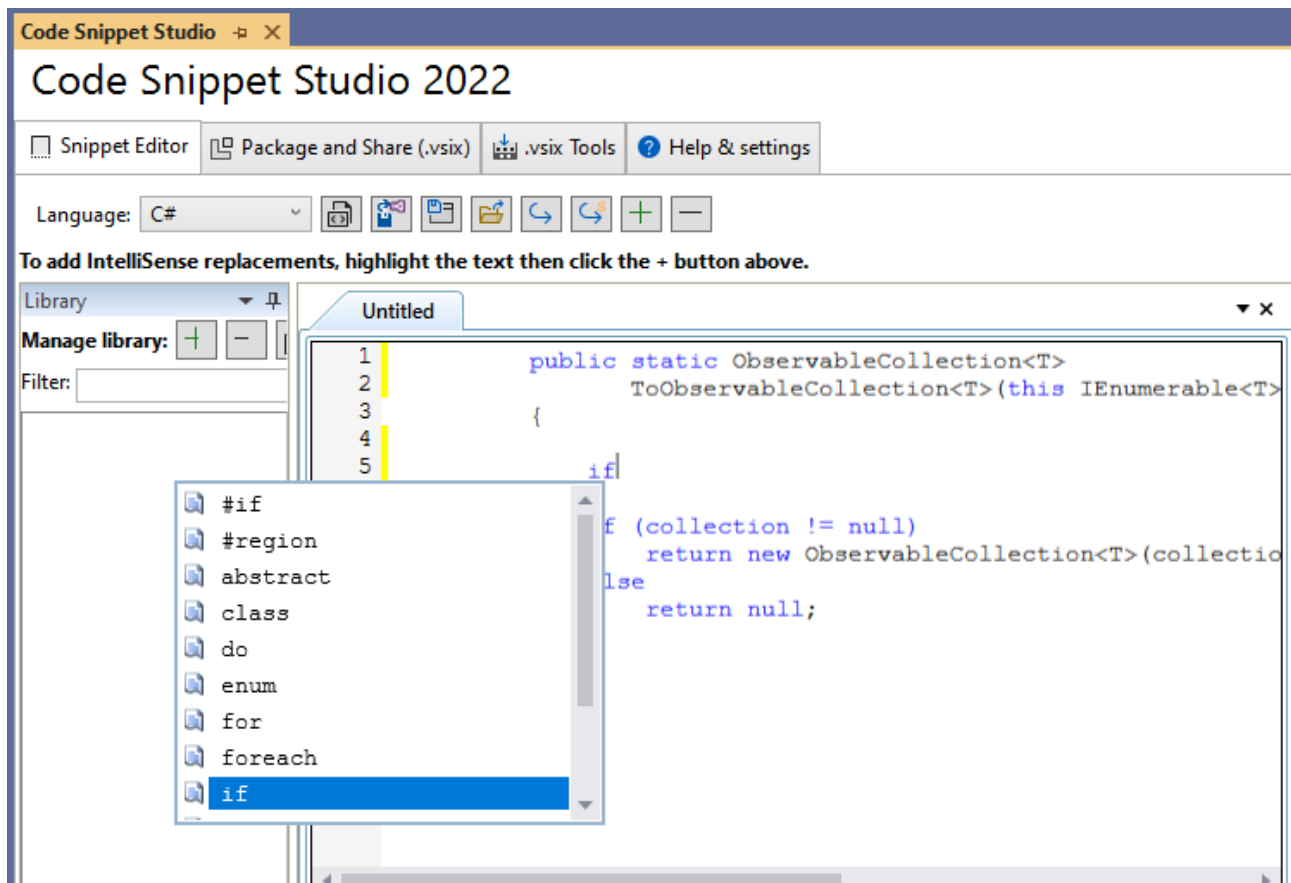 Code Snippet Studio
Code Snippet Studio 2022
Snippet Editor Package and Share (.vsix) .vsix Tools ? Help & settings
Language: C#
To add IntelliSense replacements, highlight the text then click the + button above.
Library
Manage library:
Filter:
Untitled
1 public static ObservableCollection<T>
2 ToObservableCollection<T>(this IEnumerable<T>
3 {
4
5 if
f (collection != null)
return new ObservableCollection<T>(collectio
lse
return null;
#if
#region
abstract
class
do
enum
for
foreach
if